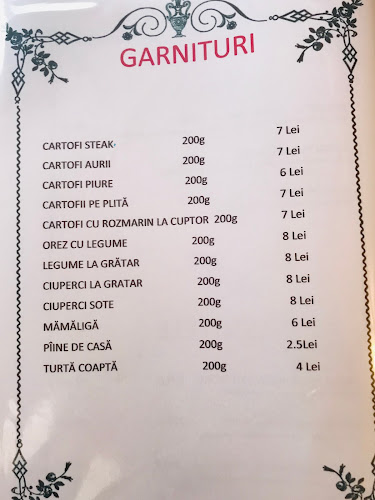 GARNITURI
CARTOFI STEAK 200g 7 Lei
CARTOFI AURII 200g 7 Lei
CARTOFI PIURE 200g 6 Lei
CARTOFII PE PLITĂ 200g 7 Lei
CARTOFI CU ROZMARIN LA CUPTOR 200g 7 Lei
OREZ CU LEGUME 200g 8 Lei
LEGUME LA GRĂTAR 200g 8 Lei
CIUPERCI LA GRATAR 200g 8 Lei
CIUPERCI SOTE 200g 8 Lei
MĂMĂLIGĂ 200g 6 Lei
PÎINE DE CASĂ 200g 2.5Lei
TURTĂ COAPTĂ 200g 4 Lei